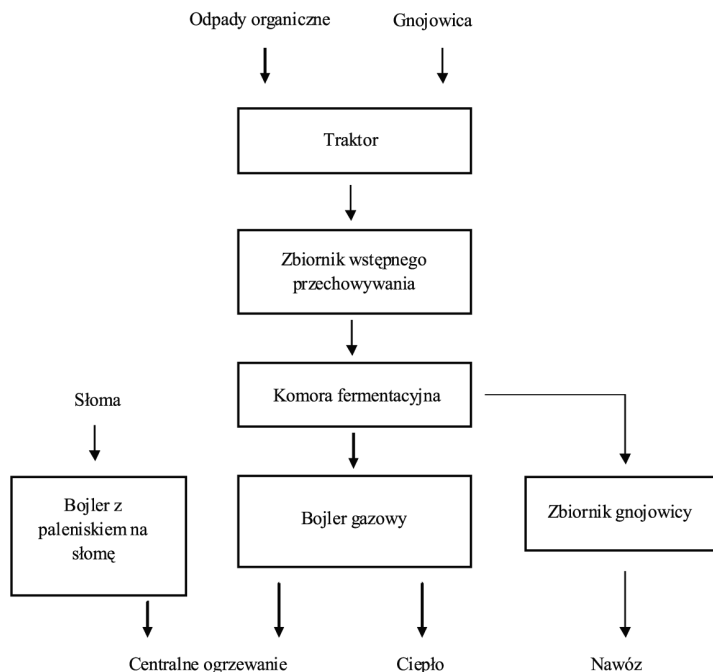 Odpady organiczne
Gnojowica
Traktor
Zbiornik wstępnego
przechowywania
Komora fermentacyjna
Słoma
Bojler z
paleniskiem na
słomę
Bojler gazowy
Zbiornik gnojowicy
Centralne ogrzewanie
Ciepło
Nawóz